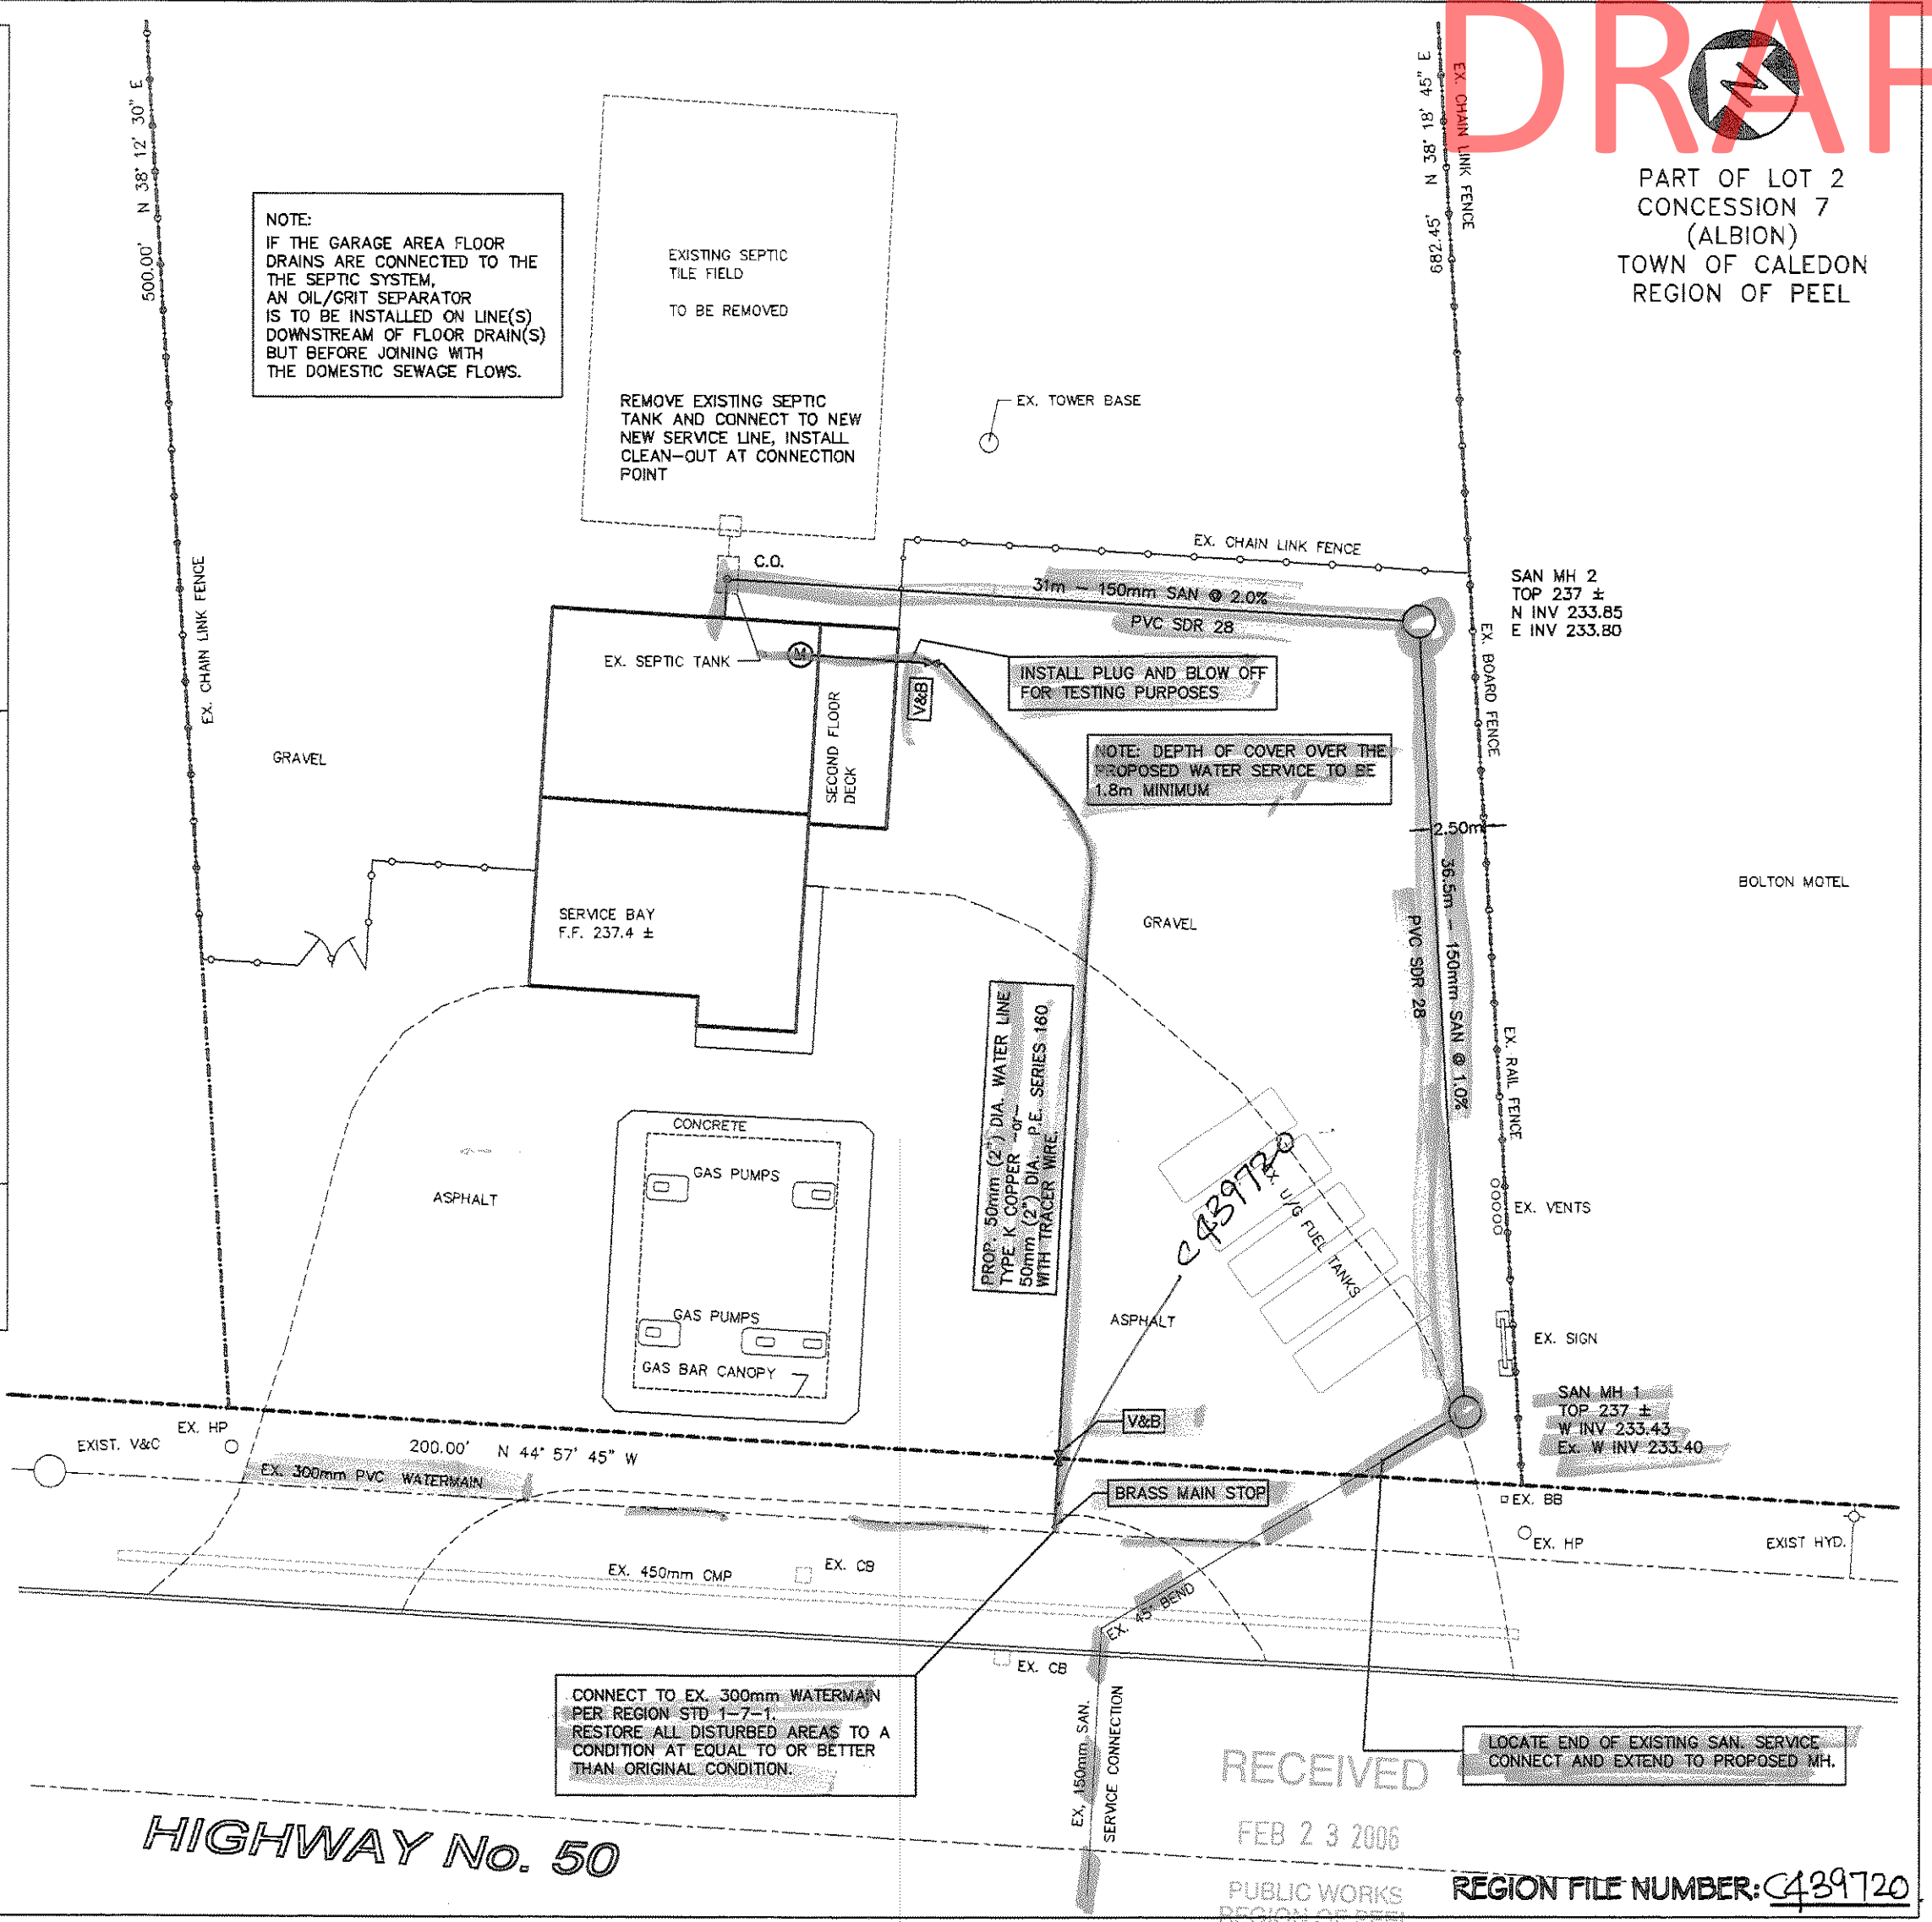 DRAF
N
PART OF LOT 2
CONCESSION 7
(ALBION)
TOWN OF CALEDON
REGION OF PEEL
500.00' N 38° 12' 30" E
EX. CHAIN LINK FENCE
682.45' N 38° 18' 45" E
EX. CHAIN LINK FENCE
NOTE:
IF THE GARAGE AREA FLOOR
DRAINS ARE CONNECTED TO THE
THE SEPTIC SYSTEM,
AN OIL/GRIT SEPARATOR
IS TO BE INSTALLED ON LINE(S)
DOWNSTREAM OF FLOOR DRAIN(S)
BUT BEFORE JOINING WITH
THE DOMESTIC SEWAGE FLOWS.
EXISTING SEPTIC
TILE FIELD
TO BE REMOVED
REMOVE EXISTING SEPTIC
TANK AND CONNECT TO NEW
NEW SERVICE LINE, INSTALL
CLEAN-OUT AT CONNECTION
POINT
EX. TOWER BASE
EX. CHAIN LINK FENCE
C.O.
31m - 150mm SAN @ 2.0%
PVC SDR 28
SAN MH 2
TOP 237 ±
N INV 233.85
E INV 233.80
EX. BOARD FENCE
EX. SEPTIC TANK
M
V&B
INSTALL PLUG AND BLOW OFF
FOR TESTING PURPOSES
SECOND FLOOR
DECK
NOTE: DEPTH OF COVER OVER THE
PROPOSED WATER SERVICE TO BE
1.8m MINIMUM
GRAVEL
2.50m
36.5m - 150mm SAN @ 1.0%
PVC SDR 28
BOLTON MOTEL
SERVICE BAY
F.F. 237.4 ±
GRAVEL
PROP. 50mm (2") DIA. WATER LINE
TYPE K COPPER -or-
50mm (2") DIA. P.E. SERIES 160
WITH TRACER WIRE.
EX. RAIL FENCE
CONCRETE
GAS PUMPS
ASPHALT
C439720
EX. U/G FUEL TANKS
EX. VENTS
GAS PUMPS
GAS BAR CANOPY
7
ASPHALT
EX. SIGN
SAN MH 1
TOP 237 ±
W INV 233.43
Ex. W INV 233.40
V&B
EXIST. V&C
EX. HP
200.00' N 44° 57' 45" W
EX. 300mm PVC WATERMAIN
BRASS MAIN STOP
EX. BB
EX. HP
EXIST HYD.
EX. 450mm CMP
EX. CB
EX. 45° BEND
EX. CB
CONNECT TO EX. 300mm WATERMAIN
PER REGION STD 1-7-1.
RESTORE ALL DISTURBED AREAS TO A
CONDITION AT EQUAL TO OR BETTER
THAN ORIGINAL CONDITION.
EX. 150mm SAN.
SERVICE CONNECTION
LOCATE END OF EXISTING SAN. SERVICE
CONNECT AND EXTEND TO PROPOSED MH.
RECEIVED
FEB 23 2006
PUBLIC WORKS
REGION OF PEEL
HIGHWAY No. 50
REGION FILE NUMBER: C439720